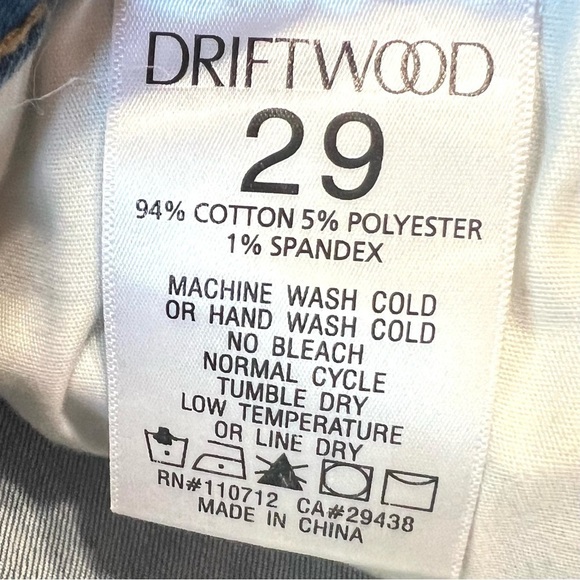 DRIFTWOOD
29
94% COTTON 5% POLYESTER
1% SPANDEX
MACHINE WASH COLD
OR HAND WASH COLD
NO BLEACH
NORMAL CYCLE
TUMBLE DRY
LOW TEMPERATURE
OR LINE DRY
RN#110712 CA#29438
MADE IN CHINA